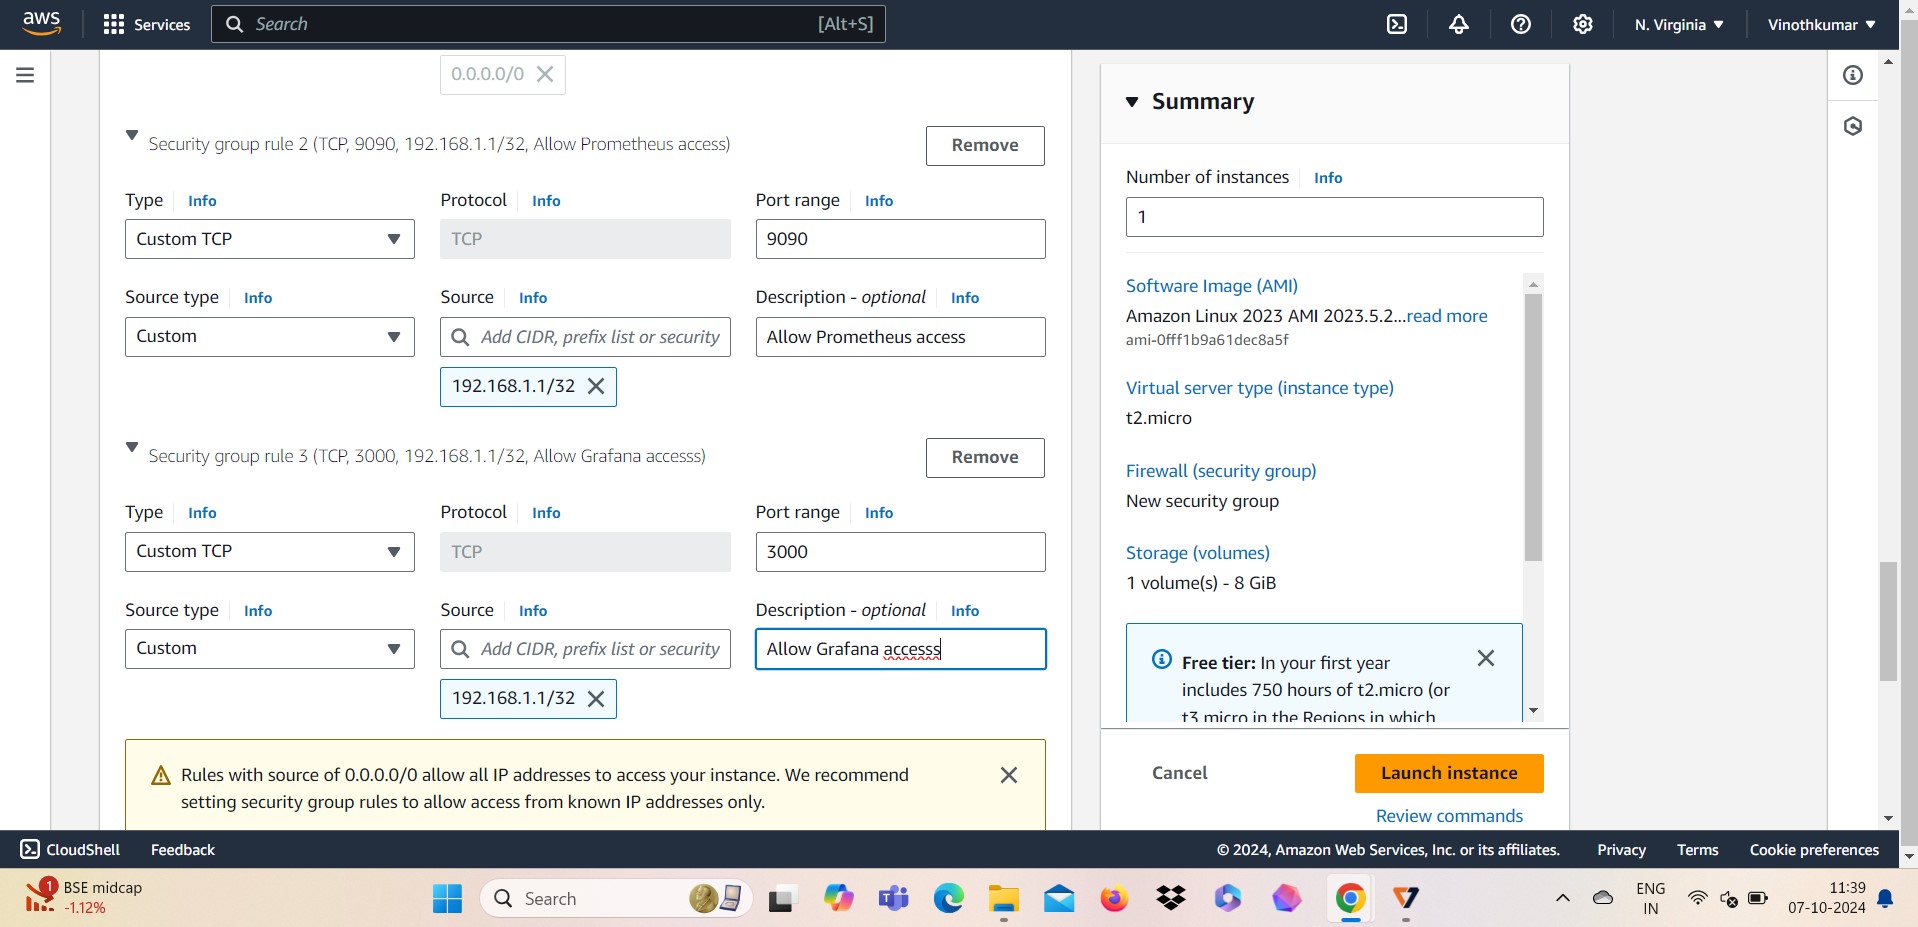 aws
Services
Search
[Alt+S]
N. Virginia
Vinothkumar
0.0.0.0/0
Security group rule 2 (TCP, 9090, 192.168.1.1/32, Allow Prometheus access)
Remove
Type Info
Protocol Info
Port range Info
Custom TCP
TCP
9090
Source type Info
Source Info
Description - optional Info
Custom
Add CIDR, prefix list or security
Allow Prometheus access
192.168.1.1/32
Security group rule 3 (TCP, 3000, 192.168.1.1/32, Allow Grafana accesss)
Remove
Type Info
Protocol Info
Port range Info
Custom TCP
TCP
3000
Source type Info
Source Info
Description - optional Info
Custom
Add CIDR, prefix list or security
Allow Grafana accesss
192.168.1.1/32
Rules with source of 0.0.0.0/0 allow all IP addresses to access your instance. We recommend
setting security group rules to allow access from known IP addresses only.
Summary
Number of instances Info
1
Software Image (AMI)
Amazon Linux 2023 AMI 2023.5.2...read more
ami-0fff1b9a61dec8a5f
Virtual server type (instance type)
t2.micro
Firewall (security group)
New security group
Storage (volumes)
1 volume(s) - 8 GiB
Free tier: In your first year
includes 750 hours of t2.micro (or
t3.micro in the Regions in which
Cancel
Launch instance
Review commands
CloudShell
Feedback
© 2024, Amazon Web Services, Inc. or its affiliates.
Privacy
Terms
Cookie preferences
1
BSE midcap
-1.12%
Search
ENG
IN
11:39
07-10-2024